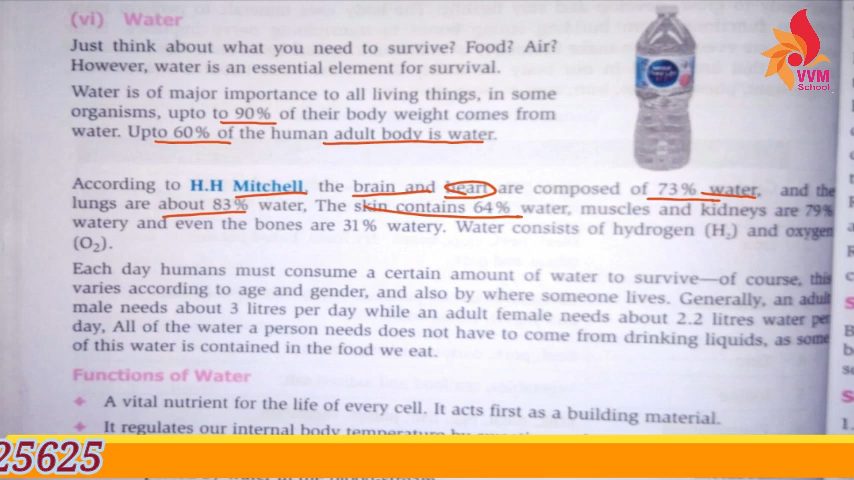 (vi) Water
Just think about what you need to survive? Food? Air?
However, water is an essential element for survival.
Water is of major importance to all living things, in some
organisms, upto to 90% of their body weight comes from
water. Upto 60% of the human adult body is water.
According to H.H Mitchell, the brain and heart are composed of 73% water, and the
lungs are about 83% water, The skin contains 64% water, muscles and kidneys are 79%
watery and even the bones are 31% watery. Water consists of hydrogen (H₂) and oxygen
(O₂).
Each day humans must consume a certain amount of water to survive—of course, this
varies according to age and gender, and also by where someone lives. Generally, an adult
male needs about 3 litres per day while an adult female needs about 2.2 litres water per
day, All of the water a person needs does not have to come from drinking liquids, as some
of this water is contained in the food we eat.
Functions of Water
A vital nutrient for the life of every cell. It acts first as a building material.
It regulates our internal body temperature by
VVM
School
25625